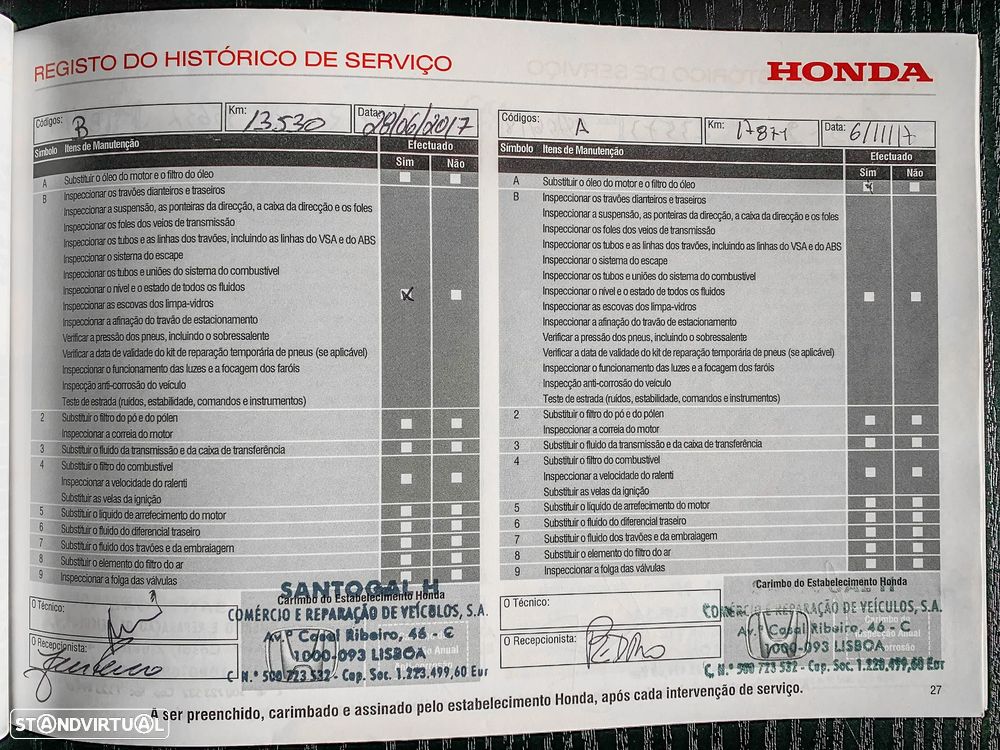 REGISTO DO HISTÓRICO DE SERVIÇO
HONDA
Códigos: B
Km: 13.530
Data: 28/06/2017
Símbolo Itens de Manutenção
Efectuado
Sim Não
A Substituir o óleo do motor e o filtro do óleo
B Inspeccionar os travões dianteiros e traseiros
Inspeccionar a suspensão, as ponteiras da direcção, a caixa da direcção e os foles
Inspeccionar os foles dos veios de transmissão
Inspeccionar os tubos e as linhas dos travões, incluindo as linhas do VSA e do ABS
Inspeccionar o sistema do escape
Inspeccionar os tubos e uniões do sistema do combustível
Inspeccionar o nível e o estado de todos os fluidos
Inspeccionar as escovas dos limpa-vidros
Inspeccionar a afinação do travão de estacionamento
Verificar a pressão dos pneus, incluindo o sobressalente
Verificar a data de validade do kit de reparação temporária de pneus (se aplicável)
Inspeccionar o funcionamento das luzes e a focagem dos faróis
Inspecção anti-corrosão do veículo
Teste de estrada (ruídos, estabilidade, comandos e instrumentos)
2 Substituir o filtro do pó e do pólen
Inspeccionar a correia do motor
3 Substituir o fluido da transmissão e da caixa de transferência
4 Substituir o filtro do combustível
Inspeccionar a velocidade do ralenti
Substituir as velas da ignição
5 Substituir o líquido de arrefecimento do motor
6 Substituir o fluido do diferencial traseiro
7 Substituir o fluido dos travões e da embraiagem
8 Substituir o elemento do filtro do ar
9 Inspeccionar a folga das válvulas
O Técnico:
O Recepcionista:
Carimbo do Estabelecimento Honda
SANTOGAL H
COMÉRCIO E REPARAÇÃO DE VEÍCULOS, S.A.
Av.ª Casal Ribeiro, 46 - C
1000-093 LISBOA
C. N.º 500 723 532 - Cap. Soc. 1.223.499,60 Eur
Códigos: A
Km: 17871
Data: 6/11/17
Símbolo Itens de Manutenção
Efectuado
Sim Não
A Substituir o óleo do motor e o filtro do óleo
B Inspeccionar os travões dianteiros e traseiros
Inspeccionar a suspensão, as ponteiras da direcção, a caixa da direcção e os foles
Inspeccionar os foles dos veios de transmissão
Inspeccionar os tubos e as linhas dos travões, incluindo as linhas do VSA e do ABS
Inspeccionar o sistema do escape
Inspeccionar os tubos e uniões do sistema do combustível
Inspeccionar o nível e o estado de todos os fluidos
Inspeccionar as escovas dos limpa-vidros
Inspeccionar a afinação do travão de estacionamento
Verificar a pressão dos pneus, incluindo o sobressalente
Verificar a data de validade do kit de reparação temporária de pneus (se aplicável)
Inspeccionar o funcionamento das luzes e a focagem dos faróis
Inspecção anti-corrosão do veículo
Teste de estrada (ruídos, estabilidade, comandos e instrumentos)
2 Substituir o filtro do pó e do pólen
Inspeccionar a correia do motor
3 Substituir o fluido da transmissão e da caixa de transferência
4 Substituir o filtro do combustível
Inspeccionar a velocidade do ralenti
Substituir as velas da ignição
5 Substituir o líquido de arrefecimento do motor
6 Substituir o fluido do diferencial traseiro
7 Substituir o fluido dos travões e da embraiagem
8 Substituir o elemento do filtro do ar
9 Inspeccionar a folga das válvulas
O Técnico:
O Recepcionista: PEDRO
Carimbo do Estabelecimento Honda
COMÉRCIO E REPARAÇÃO DE VEÍCULOS, S.A.
Av.ª Casal Ribeiro, 46 - C
1000-093 LISBOA
C. N.º 500 723 532 - Cap. Soc. 1.223.499,60 Eur
A ser preenchido, carimbado e assinado pelo estabelecimento Honda, após cada intervenção de serviço.
27
STANDVIRTUAL